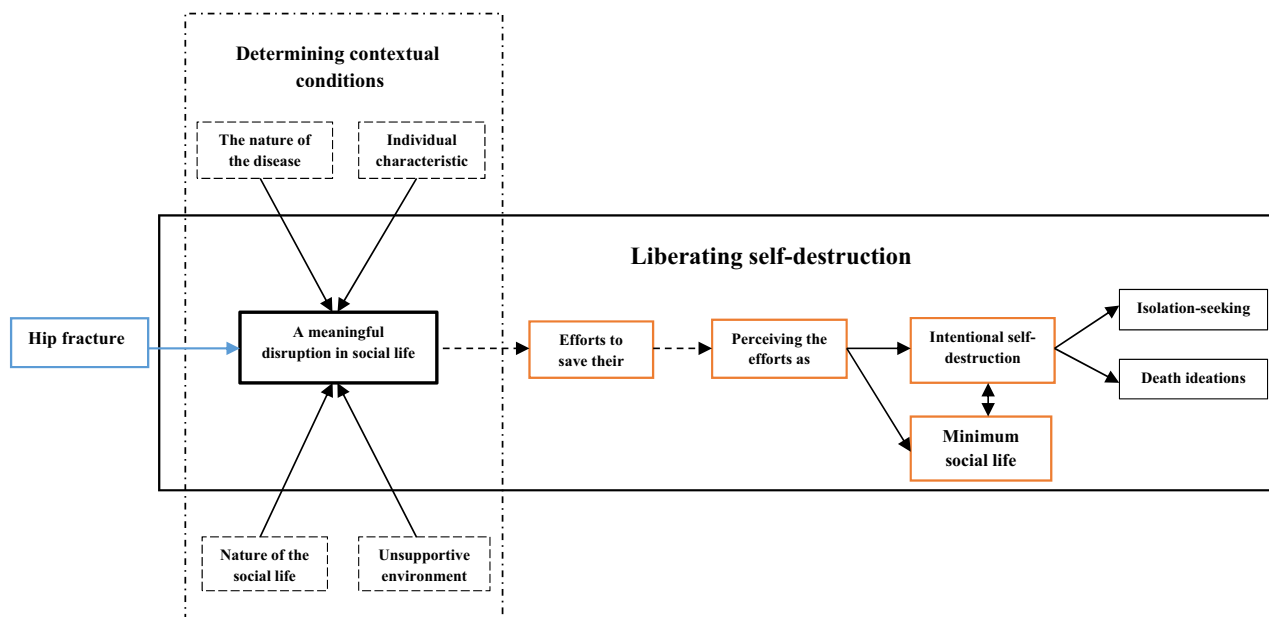 Determining contextual
conditions
The nature of
the disease
Individual
characteristic
Liberating self-destruction
Hip fracture
A meaningful
disruption in social life
Efforts to
save their
Perceiving the
efforts as
Intentional self-
destruction
Isolation-seeking
Death ideations
Minimum
social life
Nature of the
social life
Unsupportive
environment